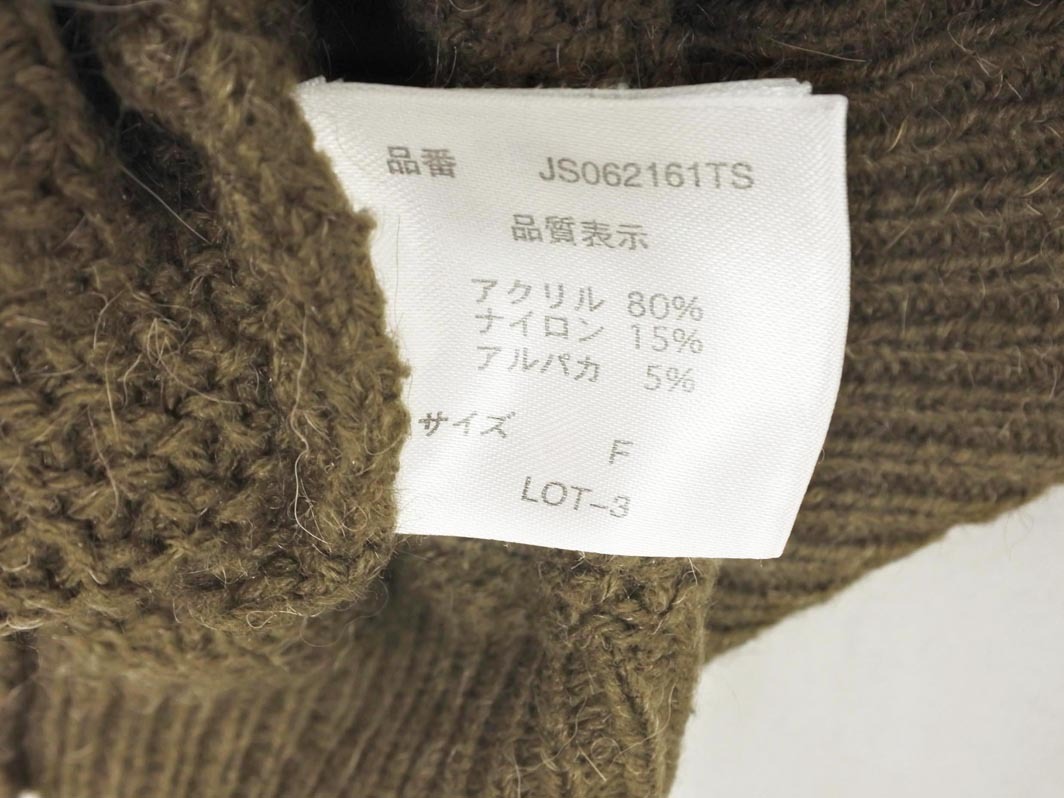 品番 JS062161TS
品質表示
アクリル 80%
ナイロン 15%
アルパカ 5%
サイズ
F
LOT-3